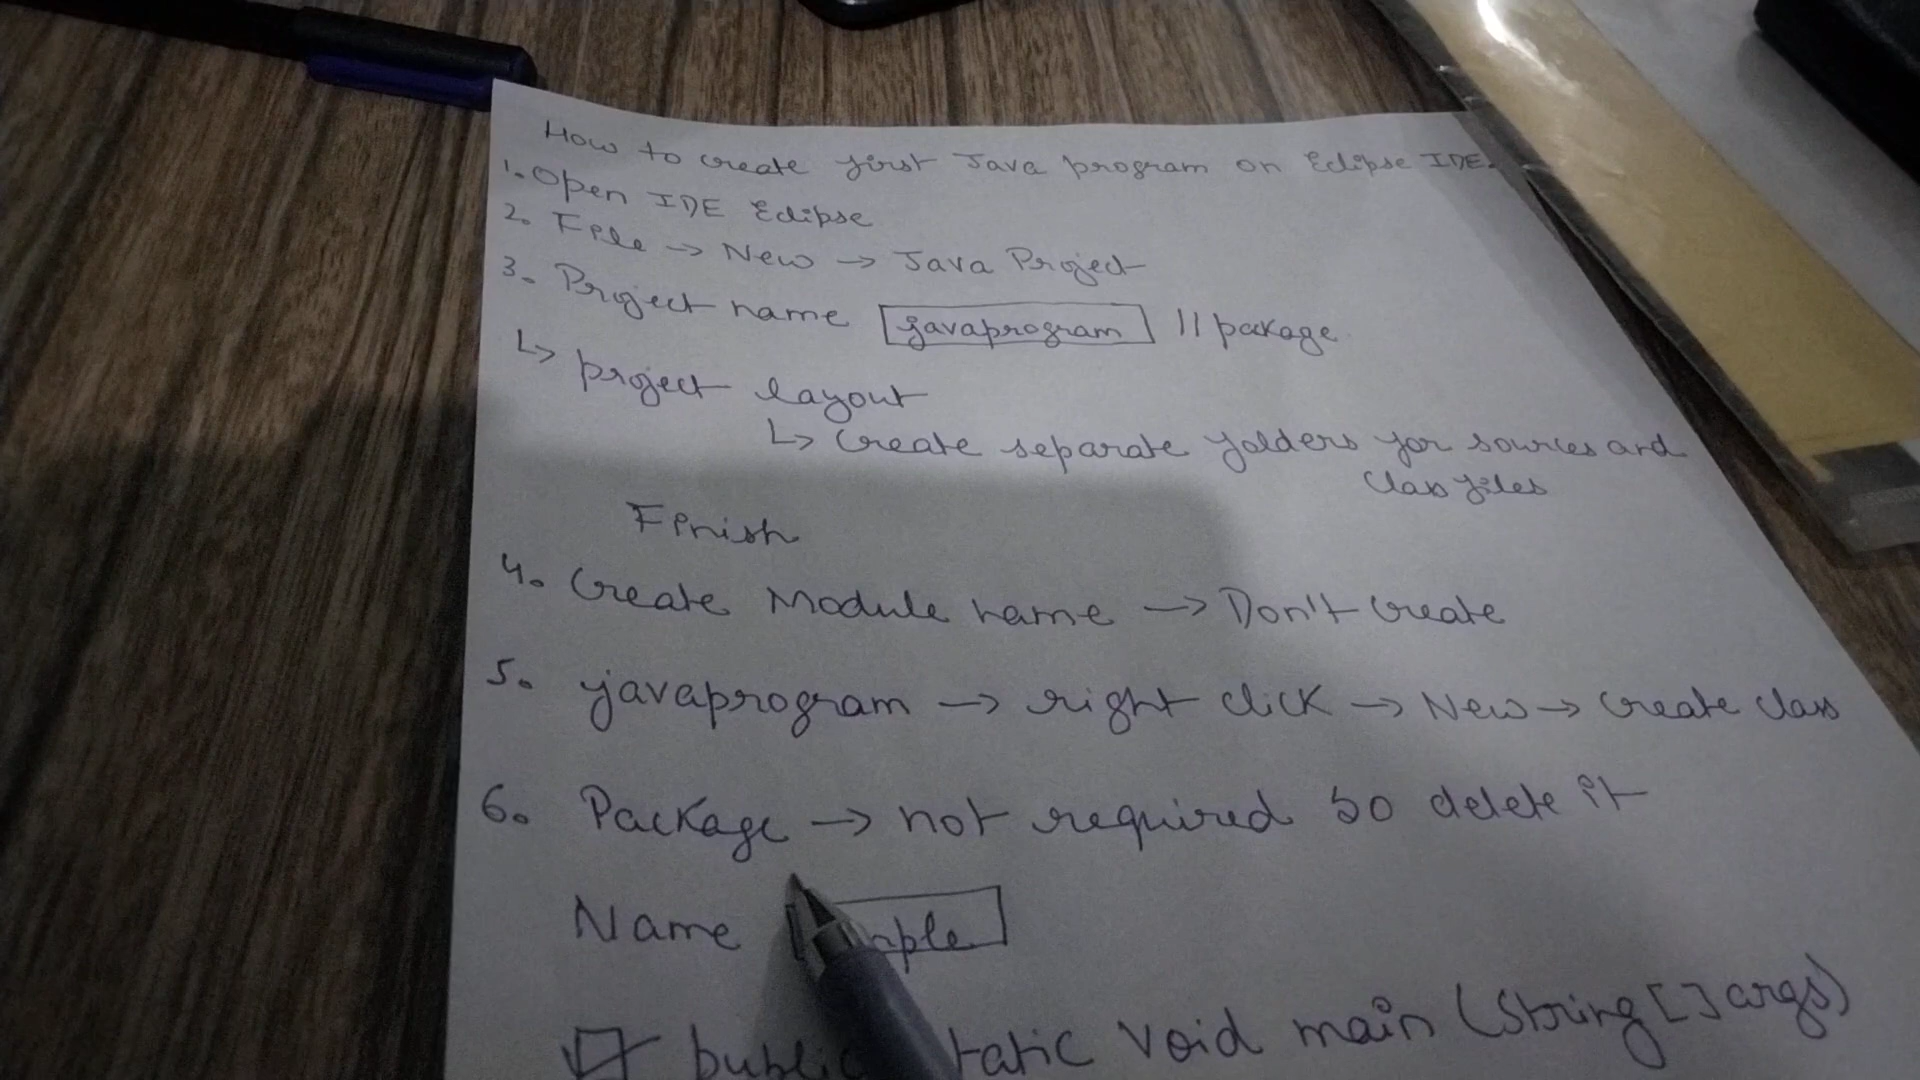 How to create first Java program on Eclipse IDE.
1. Open IDE Eclipse
2. File → New → Java Project
3. Project name javaprogram // package
↳ project layout
↳ Create separate folders for sources and
class files
Finish
4. Create Module name → Don't create
5. javaprogram → right click → New → Create class
6. Package → not required so delete it
Name
☑ public void main (String [] args)